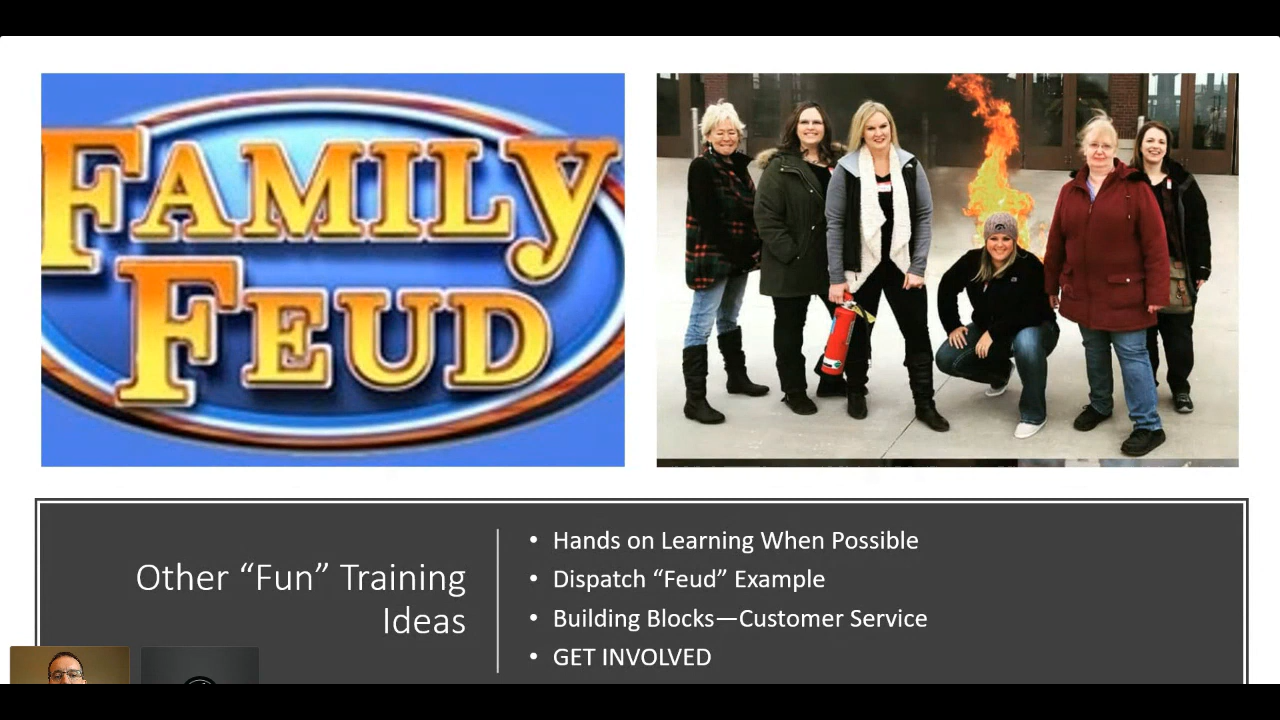 FAMILY
FEUD
Other “Fun” Training
Ideas
• Hands on Learning When Possible
• Dispatch “Feud” Example
• Building Blocks—Customer Service
• GET INVOLVED